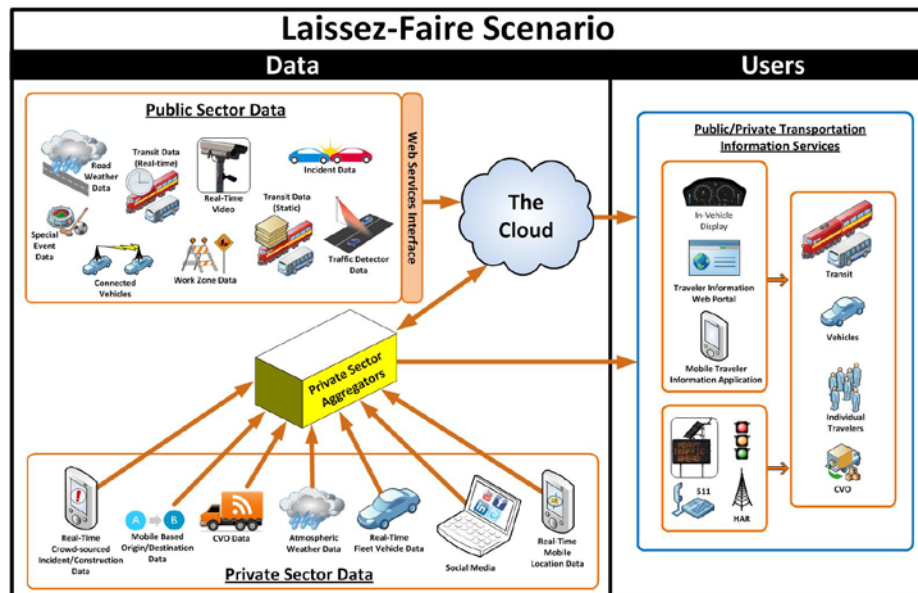 Laissez-Faire Scenario
Data
Users
Public Sector Data
Road
Weather
Data
Transit Data
(Real-time)
Real-Time
Video
Incident Data
Special
Event
Data
Connected
Vehicles
Work Zone Data
Transit Data
(Static)
Traffic Detector
Data
Web Services Interface
The
Cloud
Private Sector
Aggregators
Real-Time
Crowd-sourced
Incident/Construction
Data
A
B
Mobile Based
Origin/Destination
Data
CVO Data
Atmospheric
Weather Data
Real-Time
Fleet Vehicle Data
Social Media
Real-Time
Mobile
Location Data
Private Sector Data
Public/Private Transportation
Information Services
In-Vehicle
Display
Traveler Information
Web Portal
Mobile Traveler
Information Application
HEAVY
TRAFFIC
AHEAD
511
HAR
Transit
Vehicles
Individual
Travelers
CVO